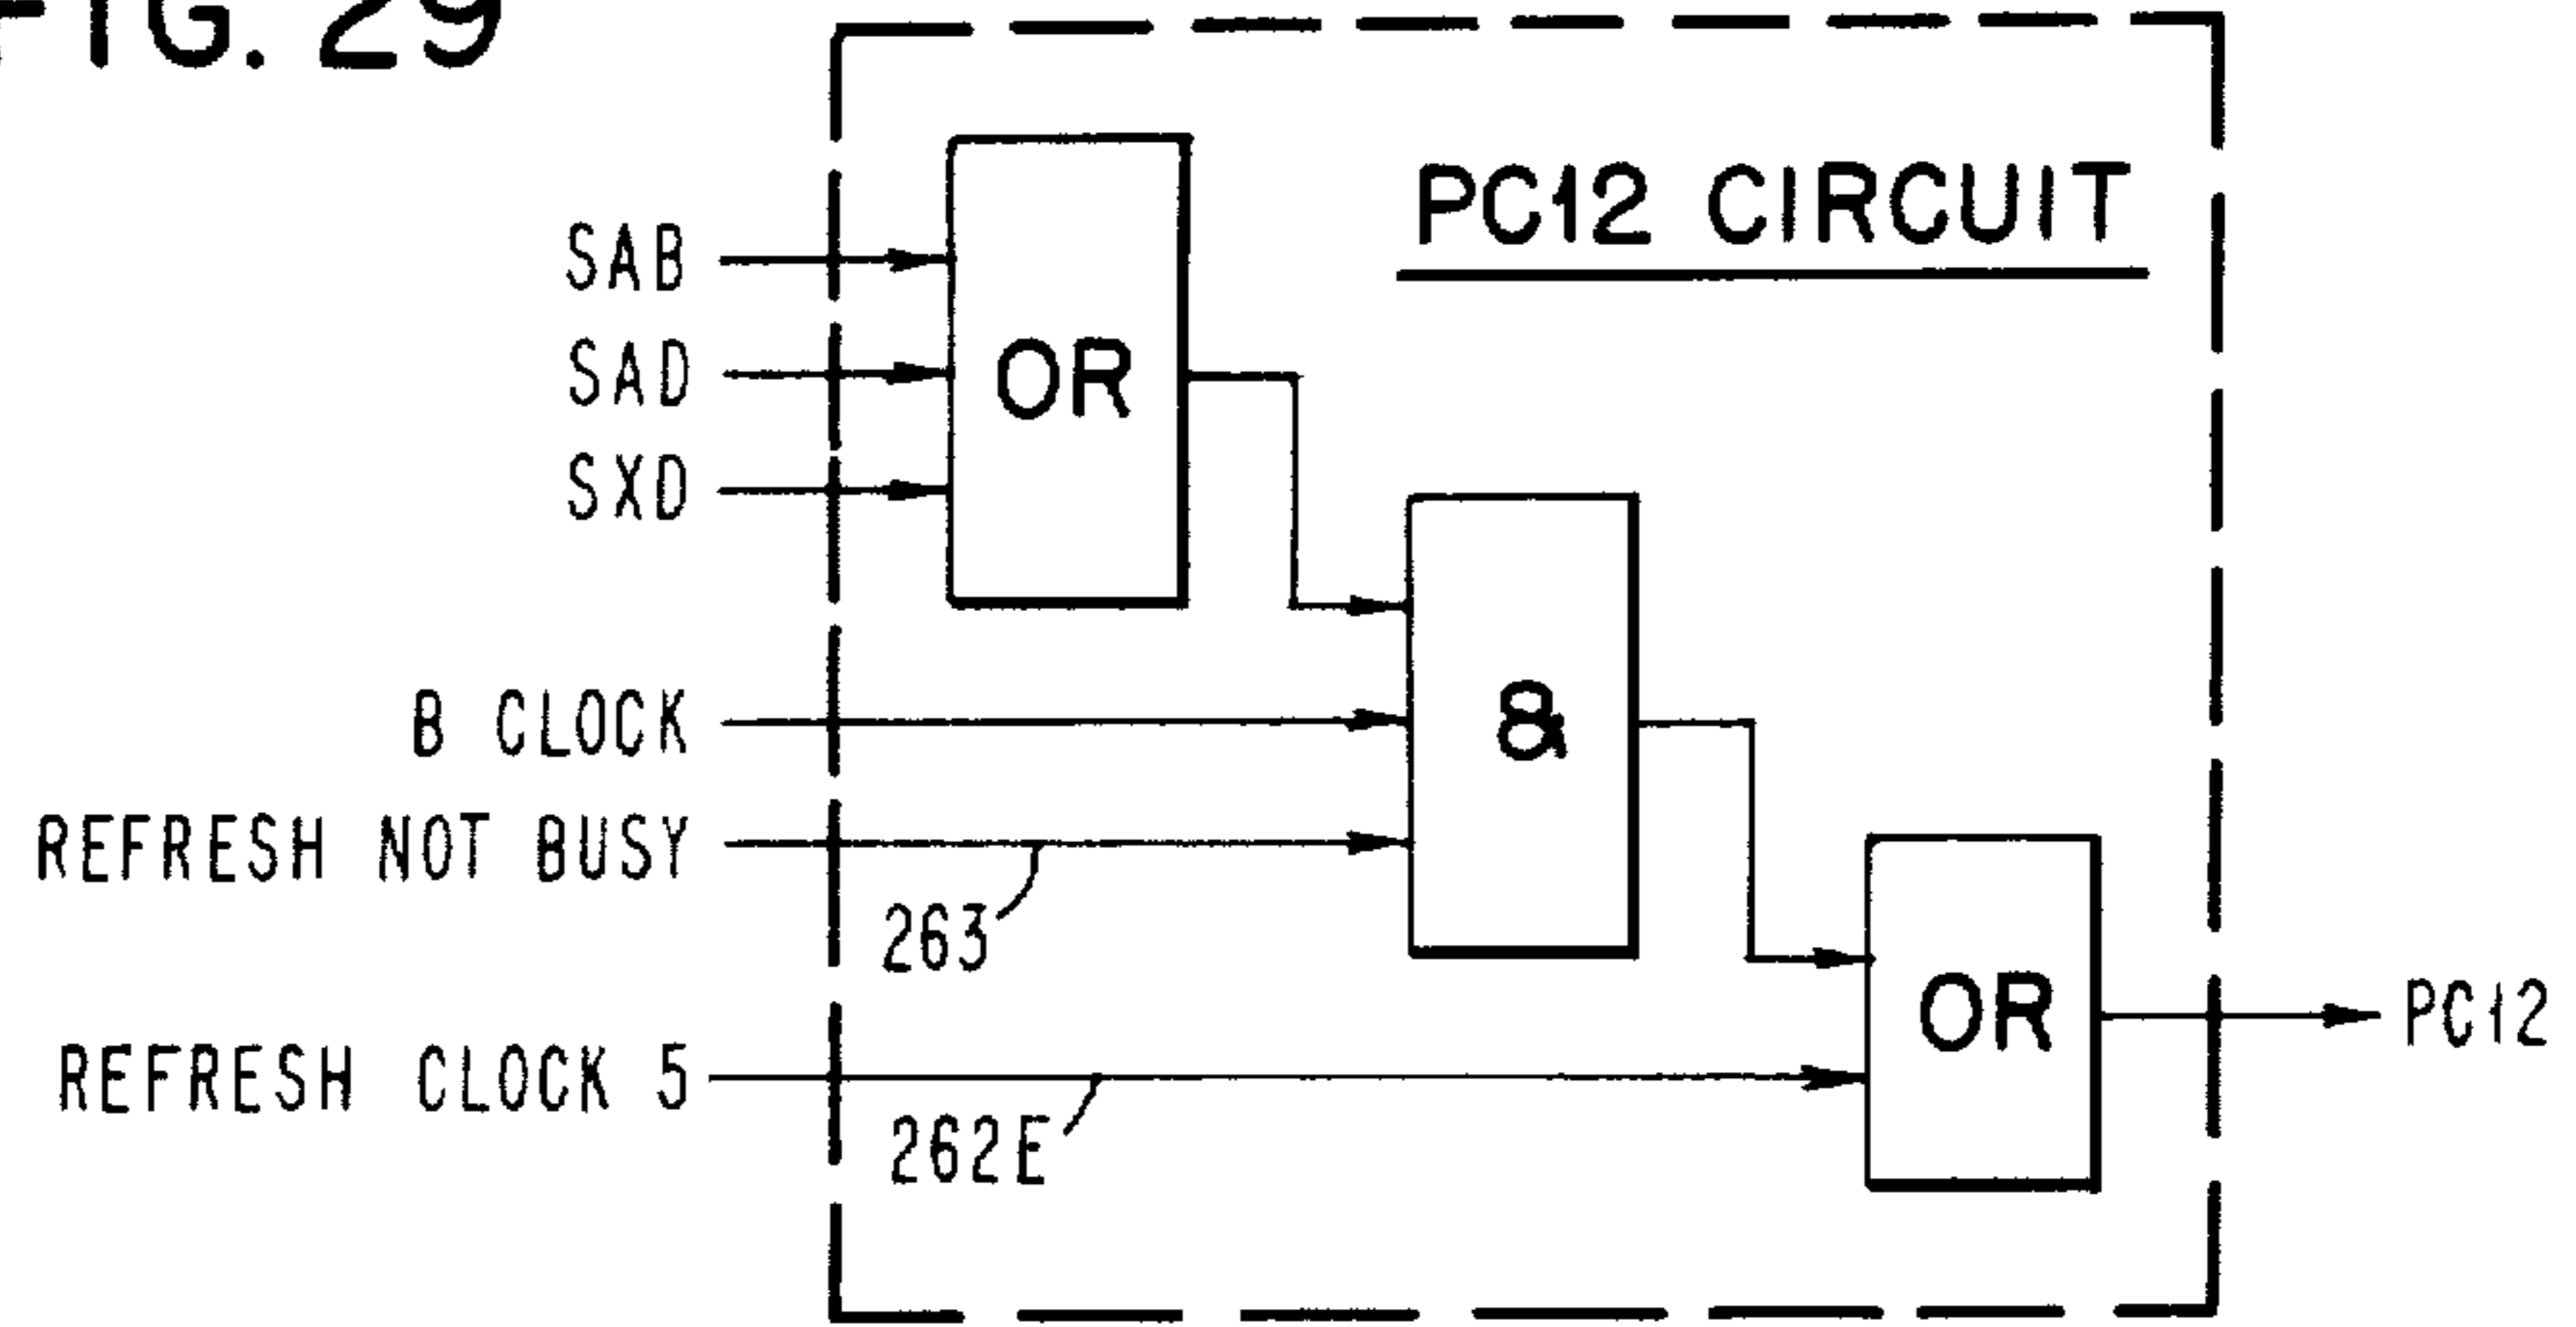 FIG. 29
PC12 CIRCUIT
SAB
SAD
SXD
OR
B CLOCK
&
REFRESH NOT BUSY
263
REFRESH CLOCK 5
262E
OR
PC12